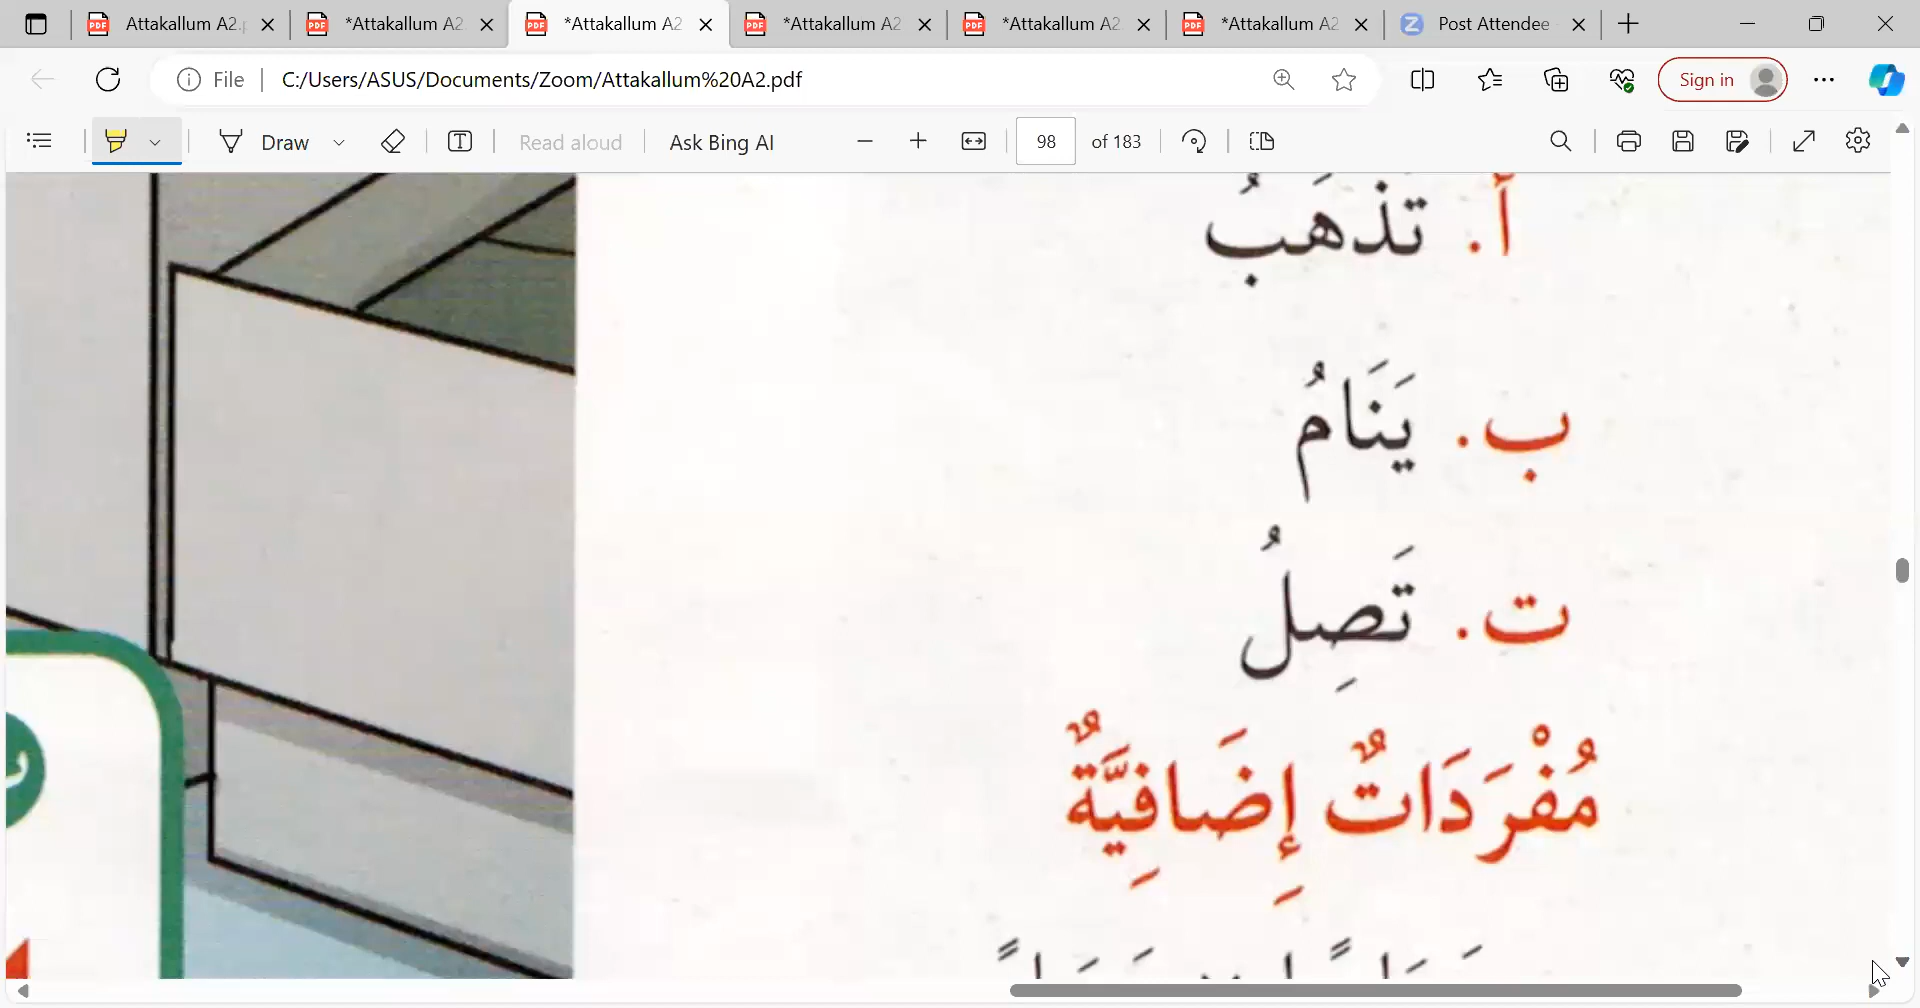 Attakallum A2.p
*Attakallum A2
*Attakallum A2
*Attakallum A2
*Attakallum A2
*Attakallum A2
Post Attendee
File
C:/Users/ASUS/Documents/Zoom/Attakallum%20A2.pdf
Sign in
Draw
Read aloud
Ask Bing AI
98 of 183
أ. تَذْهَبُ
ب. يَنَامُ
ت. تَصِلُ
مُفْرَدَاتٌ إِضَافِيَّةٌ